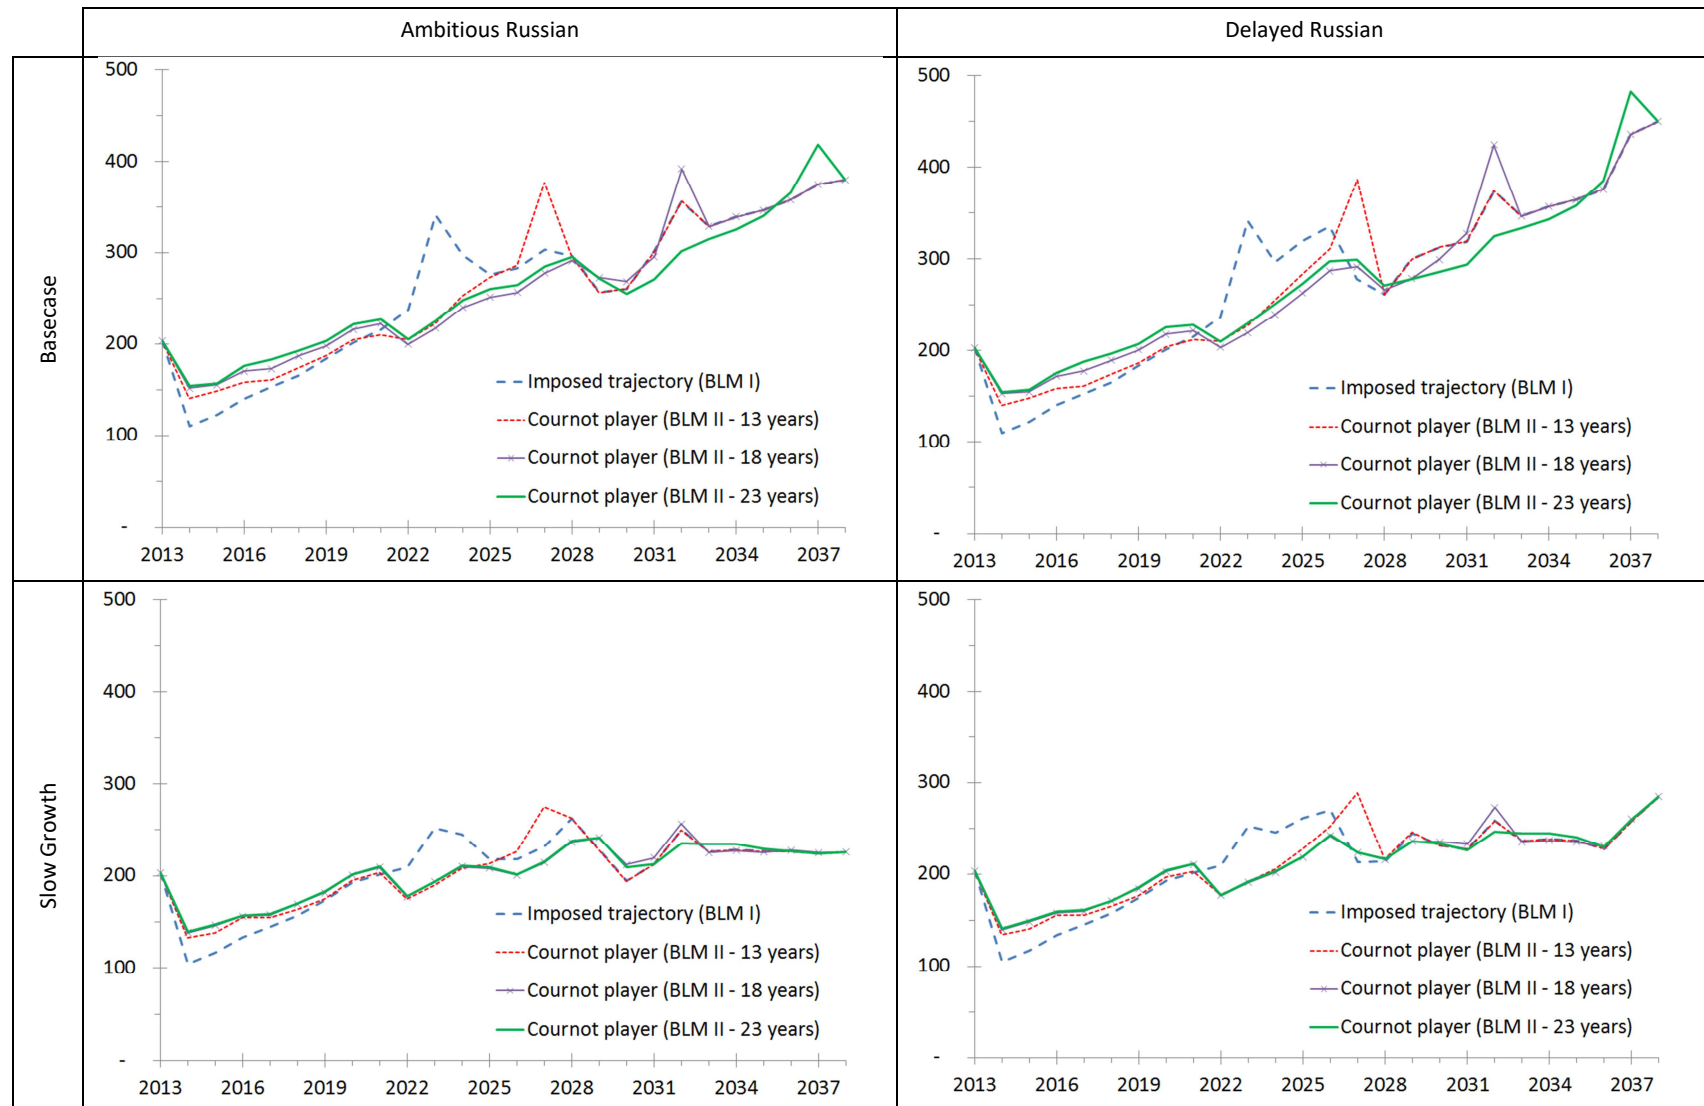 Ambitious Russian
Delayed Russian
Basecase
500
400
300
200
100
-
2013 2016 2019 2022 2025 2028 2031 2034 2037
Imposed trajectory (BLM I)
Cournot player (BLM II - 13 years)
Cournot player (BLM II - 18 years)
Cournot player (BLM II - 23 years)
500
400
300
200
100
-
2013 2016 2019 2022 2025 2028 2031 2034 2037
Imposed trajectory (BLM I)
Cournot player (BLM II - 13 years)
Cournot player (BLM II - 18 years)
Cournot player (BLM II - 23 years)
Slow Growth
500
400
300
200
100
-
2013 2016 2019 2022 2025 2028 2031 2034 2037
Imposed trajectory (BLM I)
Cournot player (BLM II - 13 years)
Cournot player (BLM II - 18 years)
Cournot player (BLM II - 23 years)
500
400
300
200
100
-
2013 2016 2019 2022 2025 2028 2031 2034 2037
Imposed trajectory (BLM I)
Cournot player (BLM II - 13 years)
Cournot player (BLM II - 18 years)
Cournot player (BLM II - 23 years)